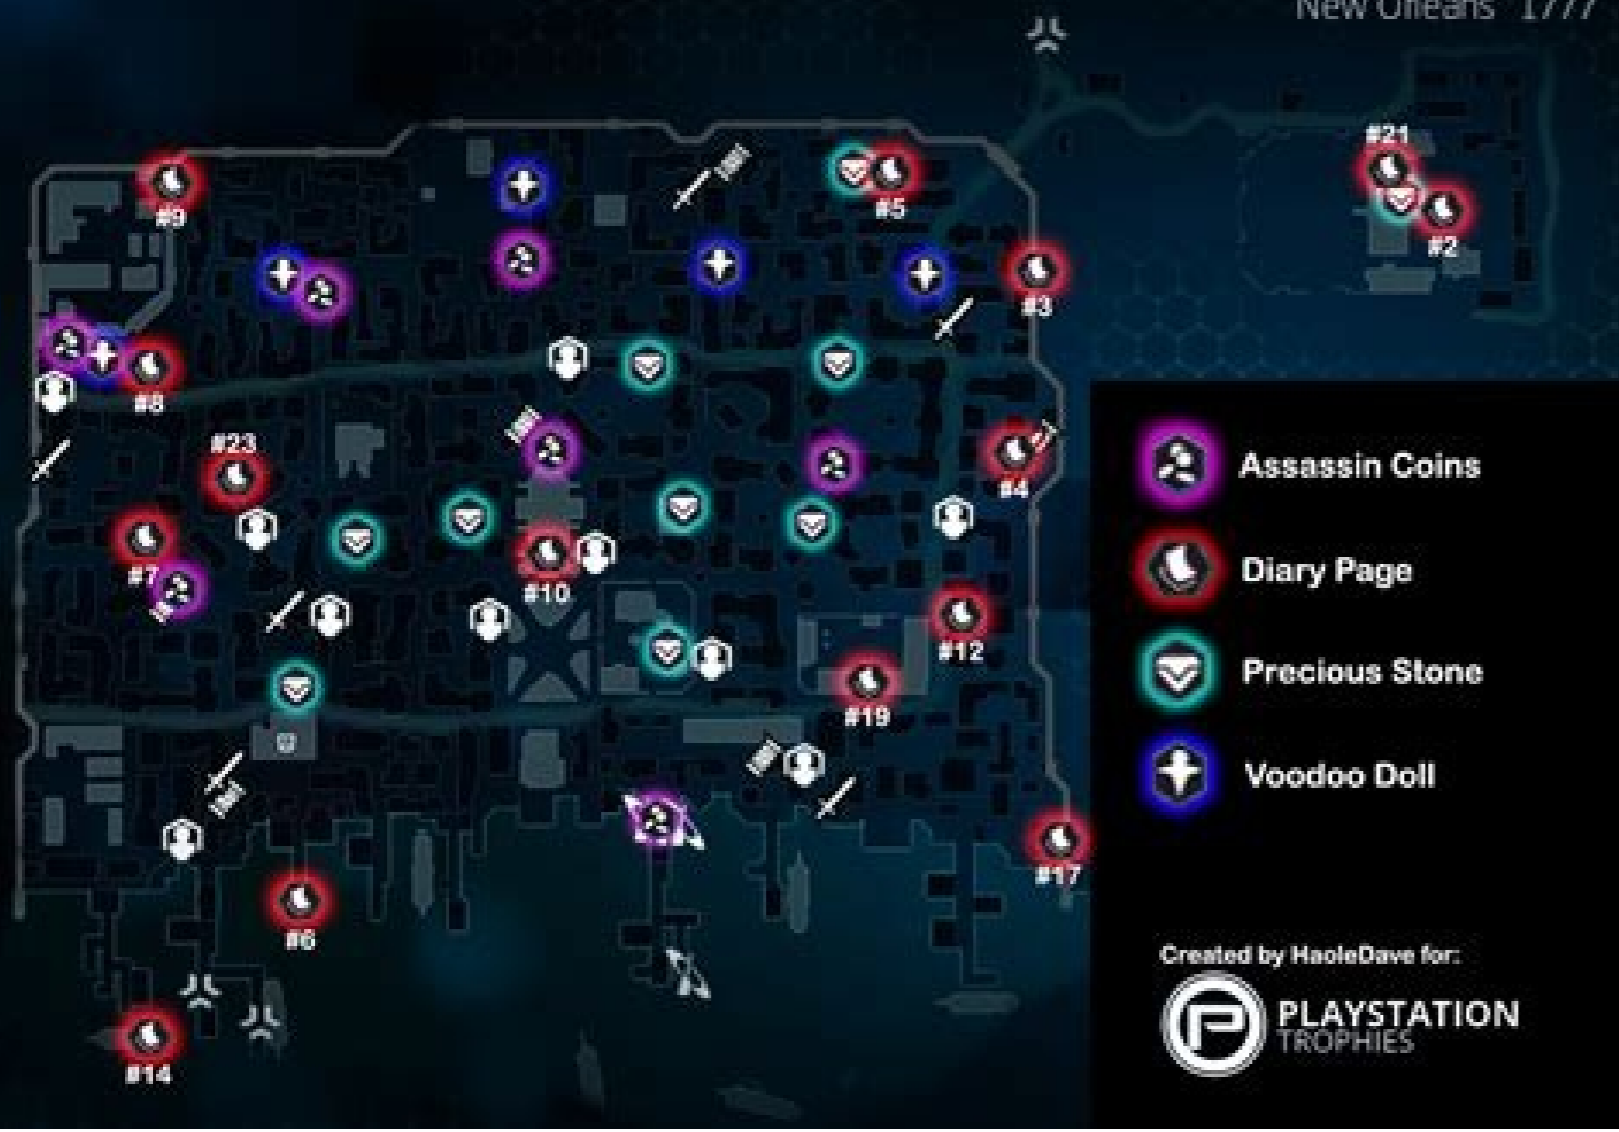 New Orleans 1777
#21
#9
#5
#2
#3
#8
#23
#4
#7
#10
#12
#19
#17
#6
#14
Assassin Coins
Diary Page
Precious Stone
Voodoo Doll
Created by HaoleDave for:
PLAYSTATION
TROPHIES